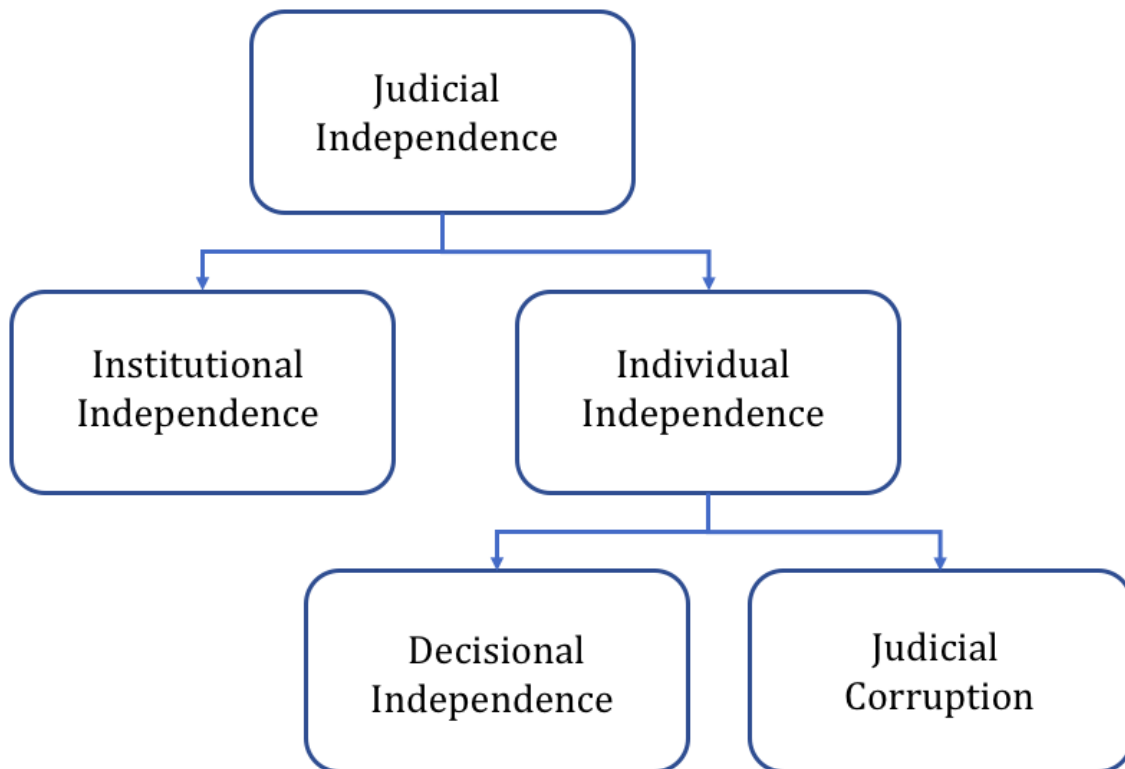 Judicial
Independence
Institutional
Independence
Individual
Independence
Decisional
Independence
Judicial
Corruption